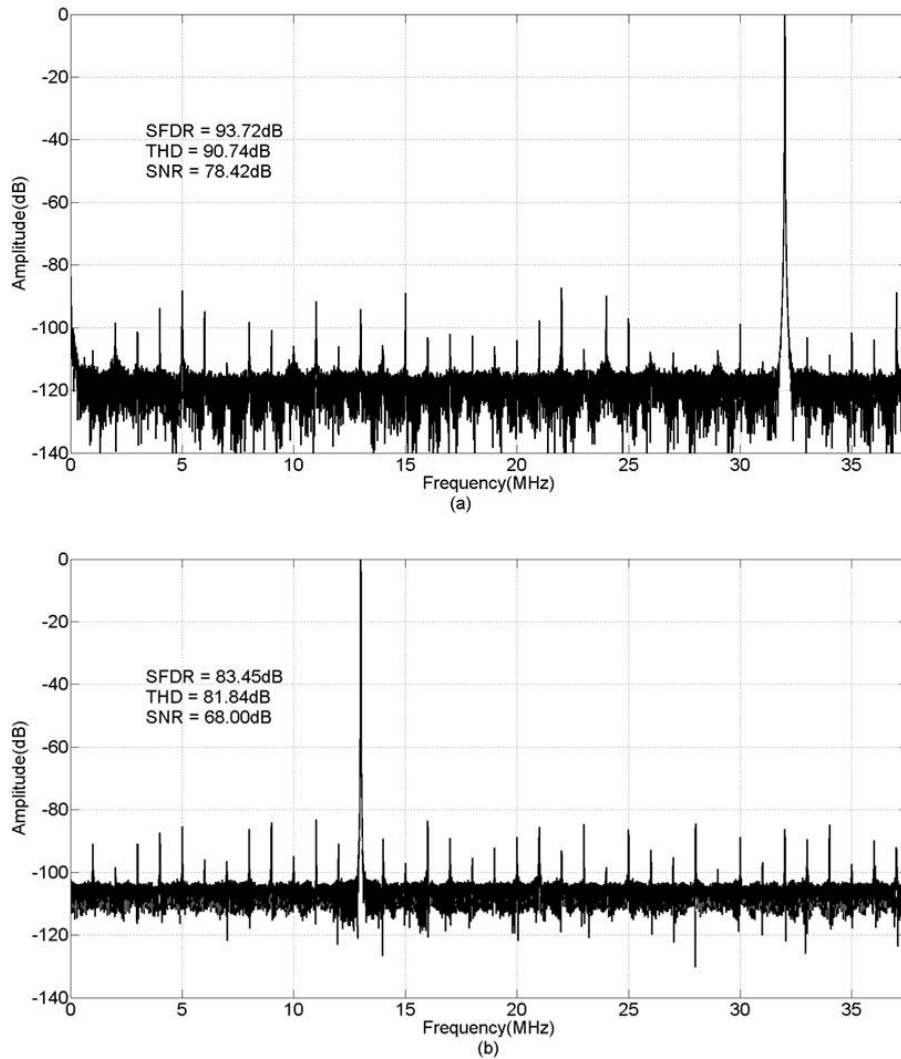 0
-20
SFDR = 93.72dB
THD = 90.74dB
SNR = 78.42dB
-40
-60
Amplitude(dB)
-80
-100
-120
-140
0 5 10 15 20 25 30 35
Frequency(MHz)
(a)
0
-20
SFDR = 83.45dB
THD = 81.84dB
SNR = 68.00dB
-40
-60
Amplitude(dB)
-80
-100
-120
-140
0 5 10 15 20 25 30 35
Frequency(MHz)
(b)